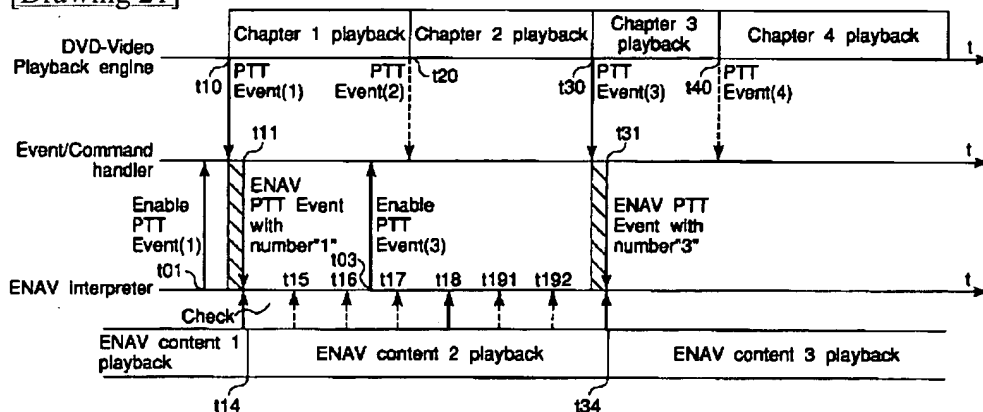 [Drawing 21]
Chapter 1 playback
Chapter 2 playback
Chapter 3
playback
Chapter 4 playback
DVD-Video
Playback engine
t
t10
PTT
Event(1)
PTT
Event(2)
t20
t30
PTT
Event(3)
t40
PTT
Event(4)
t11
t31
Event/Command
handler
t
Enable
PTT
Event(1)
t01
ENAV
PTT Event
with
number"1"
Enable
PTT
Event(3)
t03
ENAV PTT
Event with
number"3"
ENAV Interpreter
t15
t16
t17
t18
t191
t192
t
Check
ENAV content 1
playback
ENAV content 2 playback
ENAV content 3 playback
t14
t34